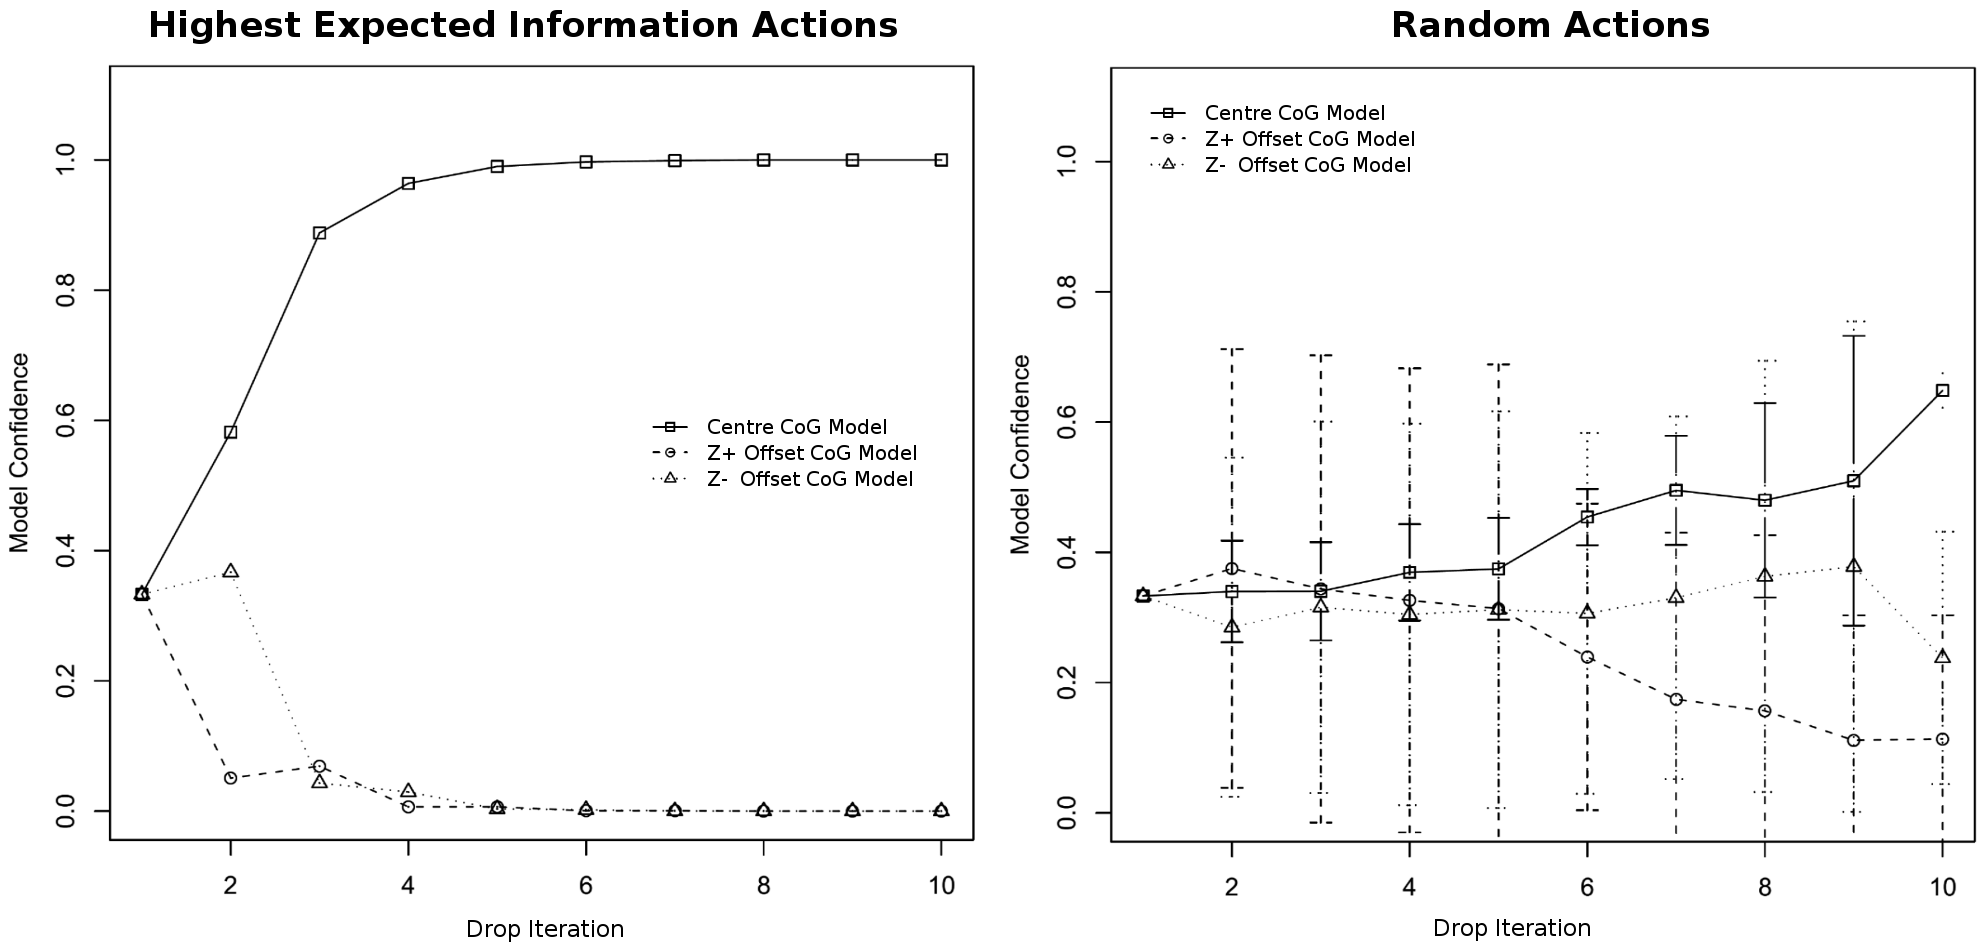 Highest Expected Information Actions
Model Confidence
1.0
0.8
0.6
0.4
0.2
0.0
Centre CoG Model
Z+ Offset CoG Model
Z- Offset CoG Model
2 4 6 8 10
Drop Iteration
Random Actions
Model Confidence
1.0
0.8
0.6
0.4
0.2
0.0
Centre CoG Model
Z+ Offset CoG Model
Z- Offset CoG Model
2 4 6 8 10
Drop Iteration